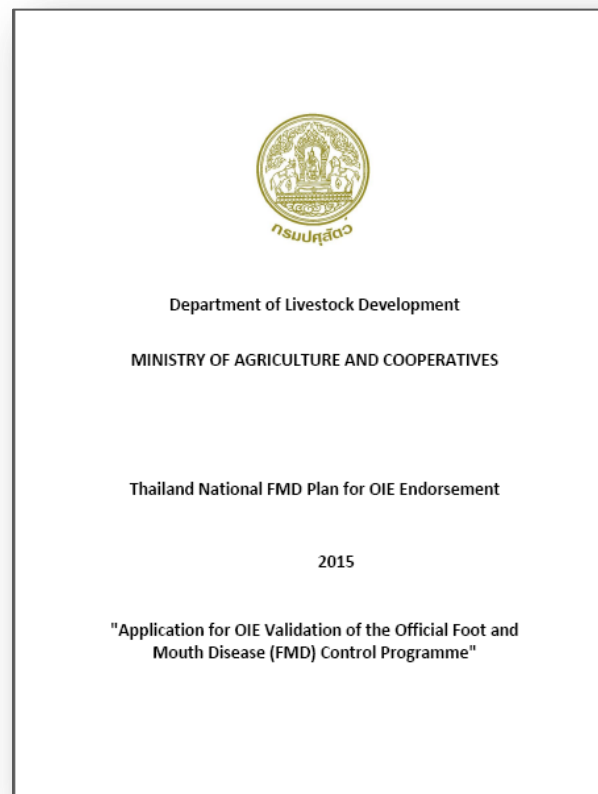 กรมปศุสัตว์
Department of Livestock Development
MINISTRY OF AGRICULTURE AND COOPERATIVES
Thailand National FMD Plan for OIE Endorsement
2015
"Application for OIE Validation of the Official Foot and
Mouth Disease (FMD) Control Programme"